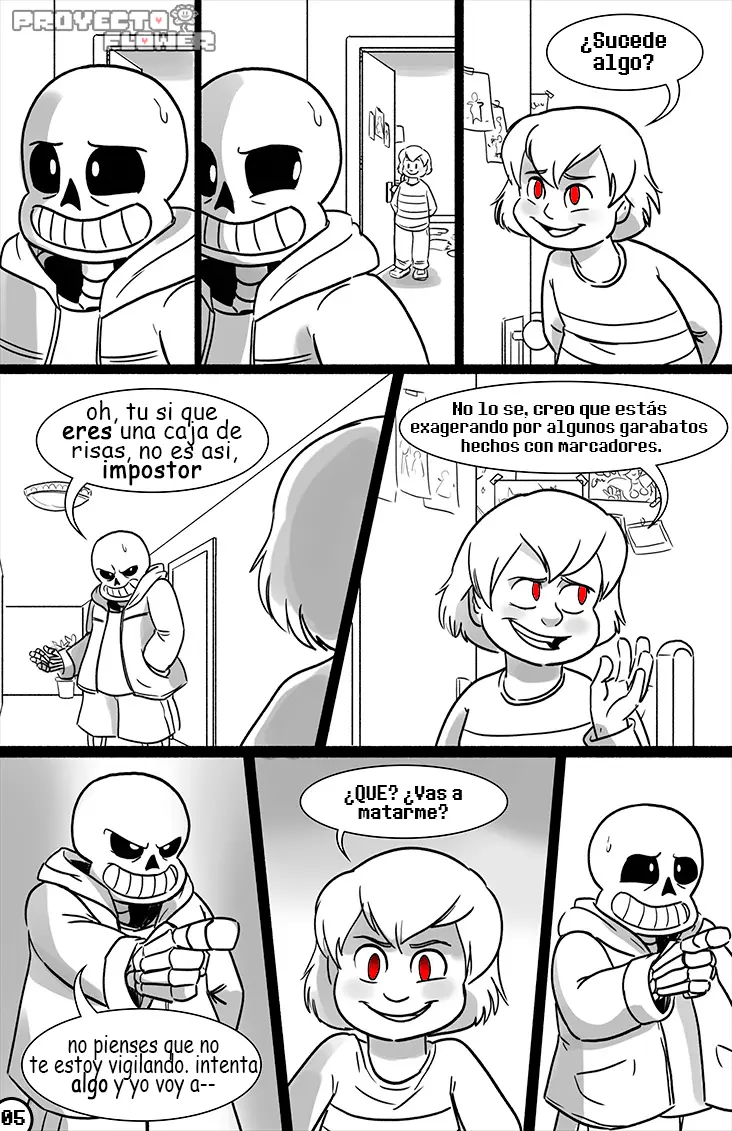 PROYECTO
FLOWER
¿Sucede
algo?
oh, tu si que
eres una caja de
risas, no es asi,
impostor
No lo se, creo que estás
exagerando por algunos garabatos
hechos con marcadores.
no pienses que no
te estoy vigilando. intenta
algo y yo voy a--
¿QUE? ¿Vas a
matarme?
05